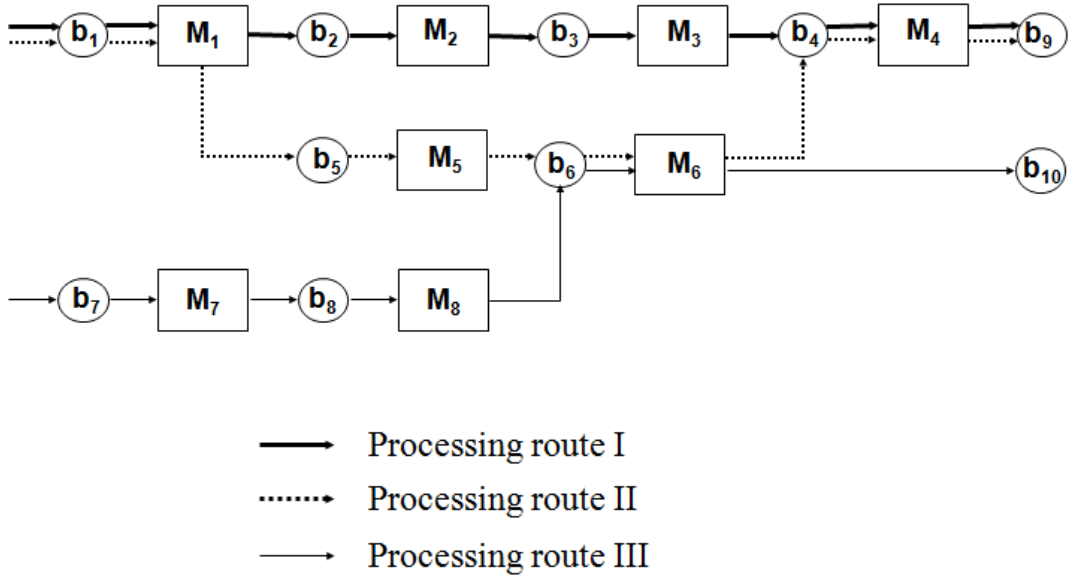 b₁ M₁ b₂ M₂ b₃ M₃ b₄ M₄ b₉
b₅ M₅ b₆ M₆ b₁₀
b₇ M₇ b₈ M₈
Processing route I
Processing route II
Processing route III